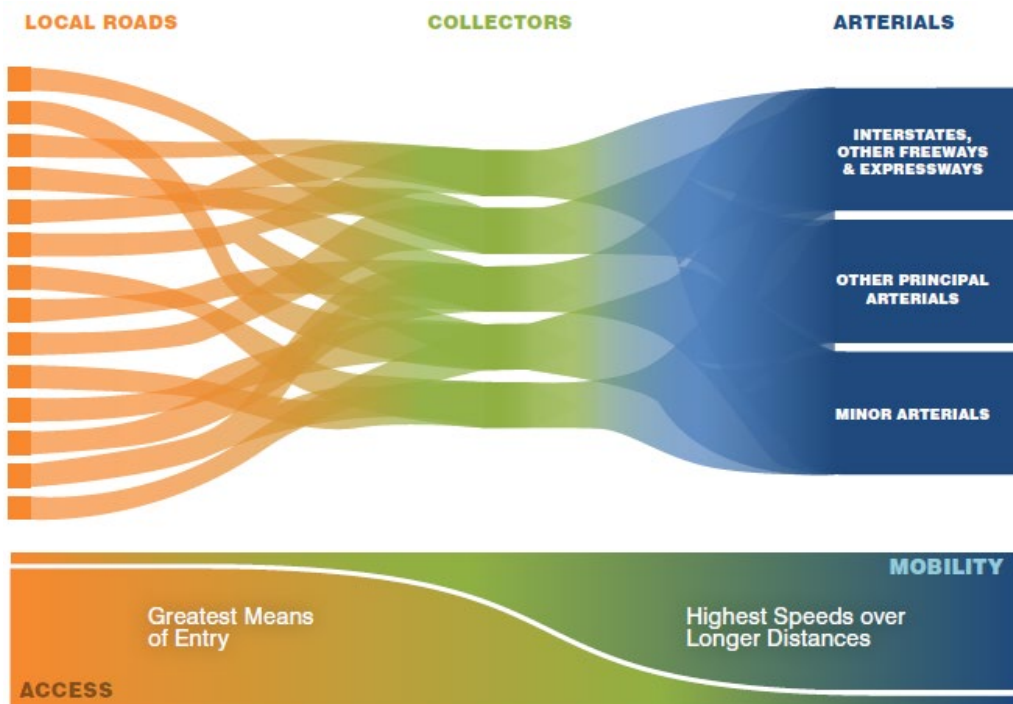 LOCAL ROADS
COLLECTORS
ARTERIALS
INTERSTATES,
OTHER FREEWAYS
& EXPRESSWAYS
OTHER PRINCIPAL
ARTERIALS
MINOR ARTERIALS
MOBILITY
Greatest Means
of Entry
Highest Speeds over
Longer Distances
ACCESS